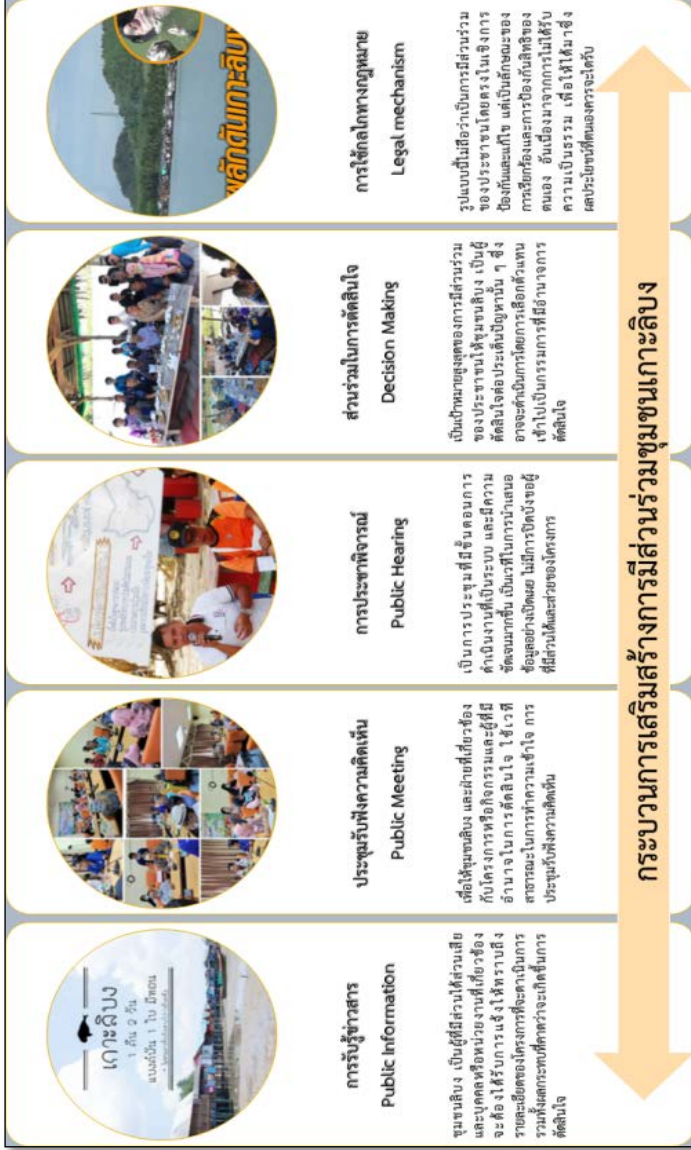 เกาะลิบง
๑ คืน ๒ วัน
แบงค์ปัน ๑ ใบ มีทอน
การรับรู้ข่าวสาร
Public Information
ชุมชนลิบง เป็นผู้ที่มีส่วนได้ส่วนเสีย
และบุคคลหรือหน่วยงานที่เกี่ยวข้อง
จะต้องได้รับการแจ้งให้ทราบถึง
รายละเอียดของโครงการที่จะดำเนินการ
รวมทั้งผลกระทบที่คาดว่าจะเกิดขึ้นการ
ตัดสินใจ
ประชุมรับฟังความคิดเห็น
Public Meeting
เพื่อให้ชุมชนลิบง และฝ่ายที่เกี่ยวข้อง
กับโครงการหรือกิจกรรมและผู้ที่มี
อำนาจในการตัดสินใจ ใช้เวที
สาธารณะในการทำความเข้าใจ การ
ประชุมรับฟังความคิดเห็น
การประชาพิจารณ์
Public Hearing
เป็นการประชุมที่มีขั้นตอนการ
ดำเนินงานที่เป็นระบบ และมีความ
ชัดเจนมากขึ้น เป็นเวทีในการนำเสนอ
ข้อมูลอย่างเปิดเผย ไม่มีการปิดบังขอผู้
ที่มีส่วนได้และส่วยของโครงการ
ส่วนร่วมในการตัดสินใจ
Decision Making
เป็นเป้าหมายสูงสุดของการมีส่วนร่วม
ของประชาชนให้ชุมชนลิบง เป็นผู้
ตัดสินใจต่อประเด็นปัญหานั้น ๆ ซึ่ง
อาจจะดำเนินการโดยการเลือกตัวแทน
เข้าไปเป็นกรรมการที่มีอำนาจการ
ตัดสินใจ
ผลักดันเกาะลิบง
การใช้กลไกทางกฎหมาย
Legal mechanism
รูปแบบนี้ไม่ถือว่าเป็นการมีส่วนร่วม
ของประชาชนโดยตรงในเชิงการ
ป้องกันและแก้ไข แต่เป็นลักษณะของ
การเรียกร้องและการป้องกันสิทธิของ
ตนเอง อันเนื่องมาจากการไม่ได้รับ
ความเป็นธรรม เพื่อให้ได้มาซึ่ง
ผลประโยชน์ที่ตนเองควรจะได้รับ
กระบวนการเสริมสร้างการมีส่วนร่วมชุมชนเกาะลิบง